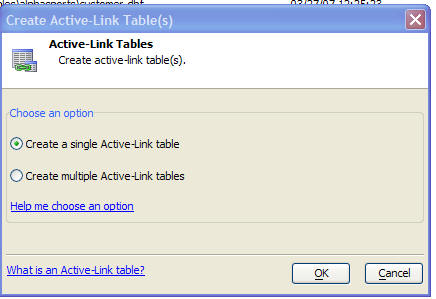 les\alphasports\customer.dbf 03/27/07 12:25:23
Create Active-Link Table(s)
Active-Link Tables
Create active-link table(s).
Choose an option
Create a single Active-Link table
Create multiple Active-Link tables
Help me choose an option
What is an Active-Link table?
OK
Cancel